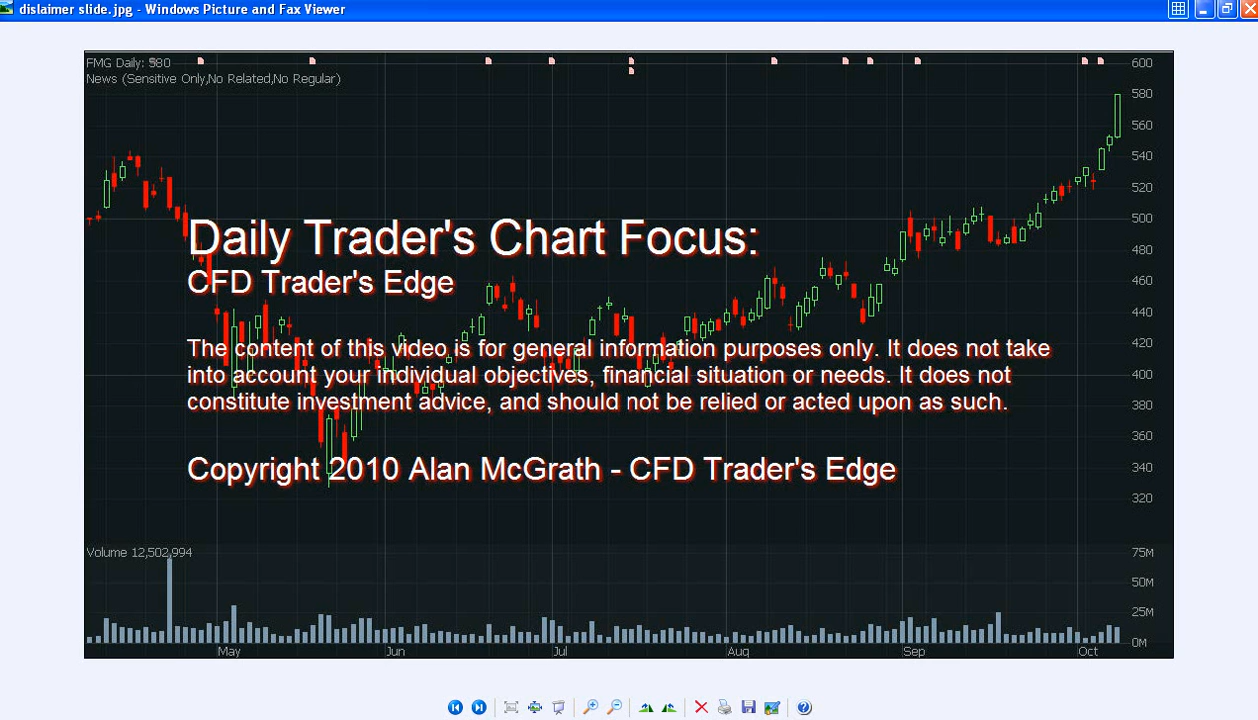 dislaimer slide.jpg - Windows Picture and Fax Viewer
FMG Daily: 580
News (Sensitive Only,No Related,No Regular)
600
580
560
540
520
500
480
460
440
420
400
380
360
340
320
Daily Trader's Chart Focus:
CFD Trader's Edge
The content of this video is for general information purposes only. It does not take
into account your individual objectives, financial situation or needs. It does not
constitute investment advice, and should not be relied or acted upon as such.
Copyright 2010 Alan McGrath - CFD Trader's Edge
Volume 12,502,994
75M
50M
25M
0M
May Jun Jul Aug Sep Oct